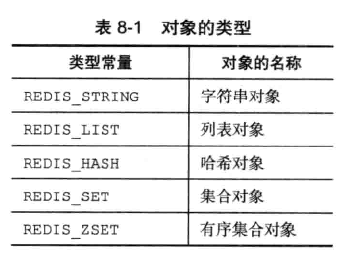 表 8-1 对象的类型
类型常量 对象的名称
REDIS_STRING 字符串对象
REDIS_LIST 列表对象
REDIS_HASH 哈希对象
REDIS_SET 集合对象
REDIS_ZSET 有序集合对象